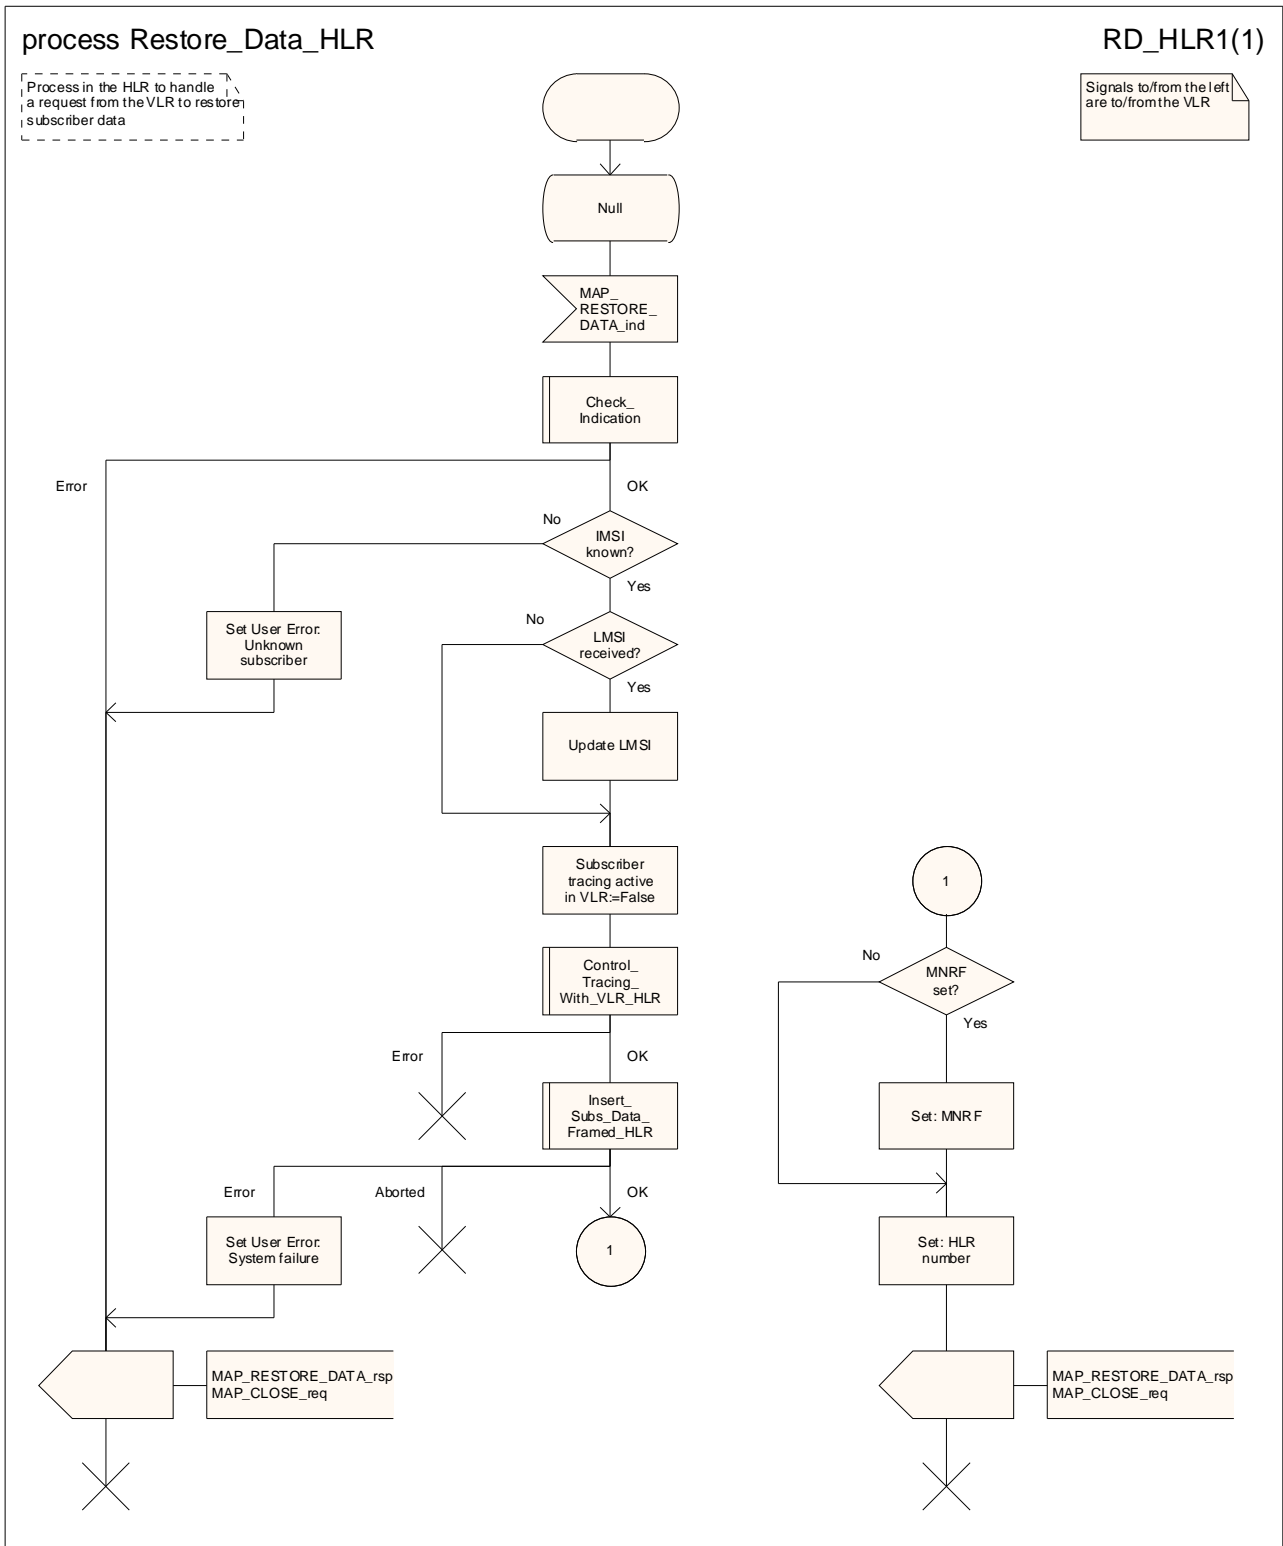 process Restore_Data_HLR
RD_HLR1(1)
Process in the HLR to handle
a request from the VLR to restore
subscriber data
Signals to/from the left
are to/from the VLR
Null
MAP_
RESTORE_
DATA_ind
Check_
Indication
Error
OK
No
IMSI
known?
Yes
Set User Error:
Unknown
subscriber
No
LMSI
received?
Yes
Update LMSI
Subscriber
tracing active
in VLR:=False
1
Control_
Tracing_
With_VLR_HLR
No
MNRF
set?
Yes
Error
OK
Insert_
Subs_Data_
Framed_HLR
Set: MNRF
Error
Aborted
OK
Set User Error:
System failure
1
Set: HLR
number
MAP_RESTORE_DATA_rsp
MAP_CLOSE_req
MAP_RESTORE_DATA_rsp
MAP_CLOSE_req